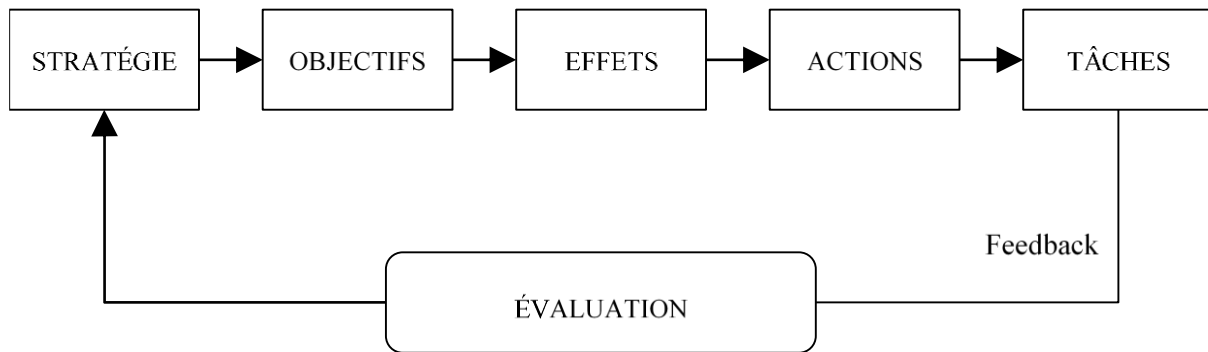 STRATÉGIE
OBJECTIFS
EFFETS
ACTIONS
TÂCHES
Feedback
ÉVALUATION